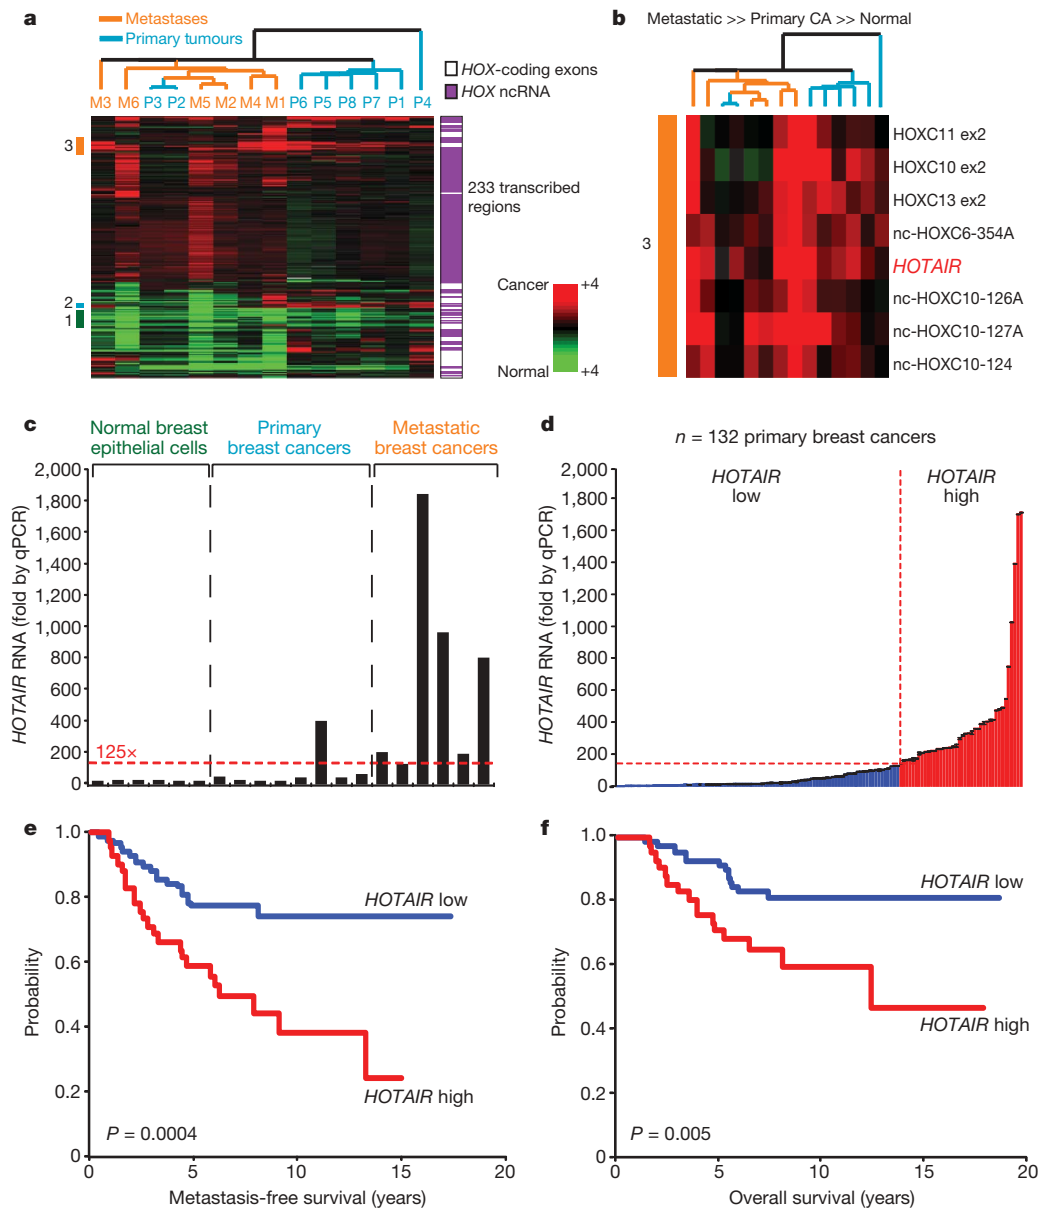 a
Metastases
Primary tumours
M3 M6 P3 P2 M5 M2 M4 M1 P6 P5 P8 P7 P1 P4
HOX-coding exons
HOX ncRNA
3
2
1
233 transcribed
regions
Cancer
+4
Normal
+4
b
Metastatic >> Primary CA >> Normal
3
HOXC11 ex2
HOXC10 ex2
HOXC13 ex2
nc-HOXC6-354A
HOTAIR
nc-HOXC10-126A
nc-HOXC10-127A
nc-HOXC10-124
c
Normal breast
epithelial cells
Primary
breast cancers
Metastatic
breast cancers
HOTAIR RNA (fold by qPCR)
2,000
1,800
1,600
1,400
1,200
1,000
800
600
400
200
0
125×
d
n = 132 primary breast cancers
HOTAIR
low
HOTAIR
high
HOTAIR RNA (fold by qPCR)
2,000
1,800
1,600
1,400
1,200
1,000
800
600
400
200
0
e
Probability
1.0
0.8
0.6
0.4
0.2
0
HOTAIR low
HOTAIR high
P = 0.0004
0 5 10 15 20
Metastasis-free survival (years)
f
Probability
1.0
0.8
0.6
0.4
0.2
0
HOTAIR low
HOTAIR high
P = 0.005
0 5 10 15 20
Overall survival (years)